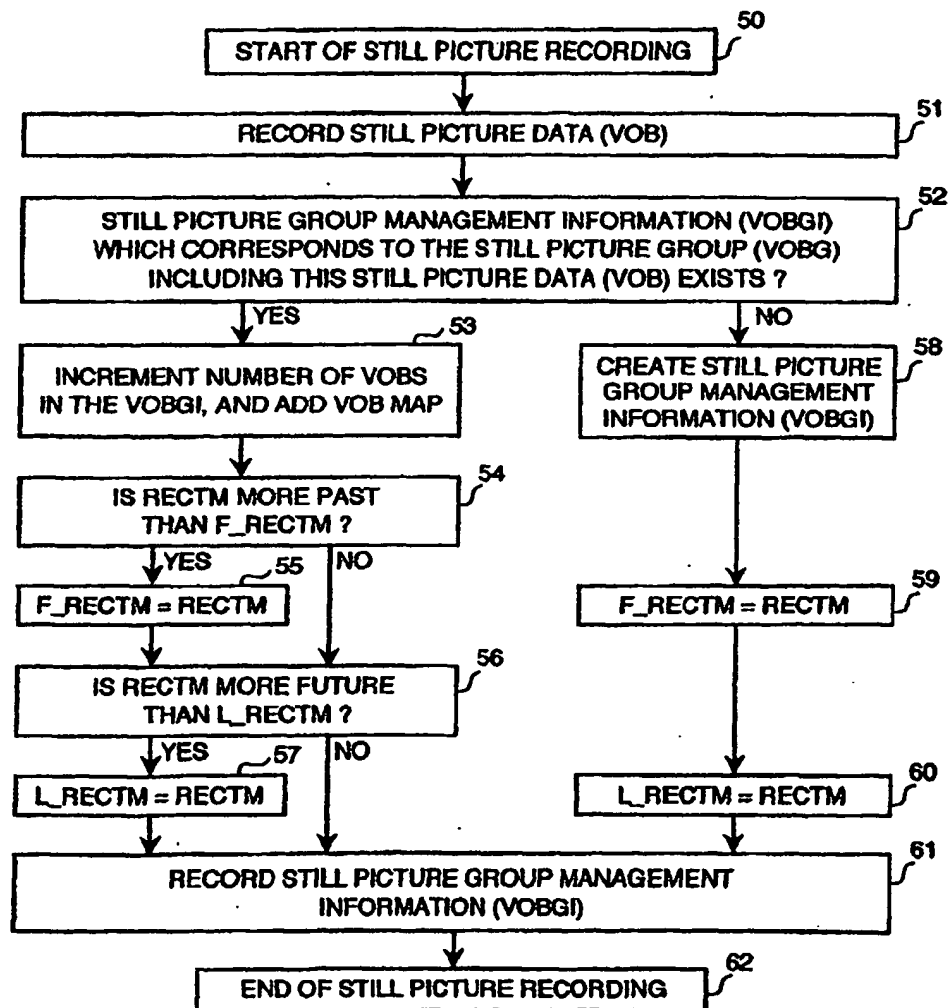 50
START OF STILL PICTURE RECORDING
51
RECORD STILL PICTURE DATA (VOB)
52
STILL PICTURE GROUP MANAGEMENT INFORMATION (VOBGI)
WHICH CORRESPONDS TO THE STILL PICTURE GROUP (VOBG)
INCLUDING THIS STILL PICTURE DATA (VOB) EXISTS ?
YES
NO
53
INCREMENT NUMBER OF VOBS
IN THE VOBGI, AND ADD VOB MAP
58
CREATE STILL PICTURE
GROUP MANAGEMENT
INFORMATION (VOBGI)
54
IS RECTM MORE PAST
THAN F_RECTM ?
YES
NO
55
F_RECTM = RECTM
59
F_RECTM = RECTM
56
IS RECTM MORE FUTURE
THAN L_RECTM ?
YES
NO
57
L_RECTM = RECTM
60
L_RECTM = RECTM
61
RECORD STILL PICTURE GROUP MANAGEMENT
INFORMATION (VOBGI)
62
END OF STILL PICTURE RECORDING